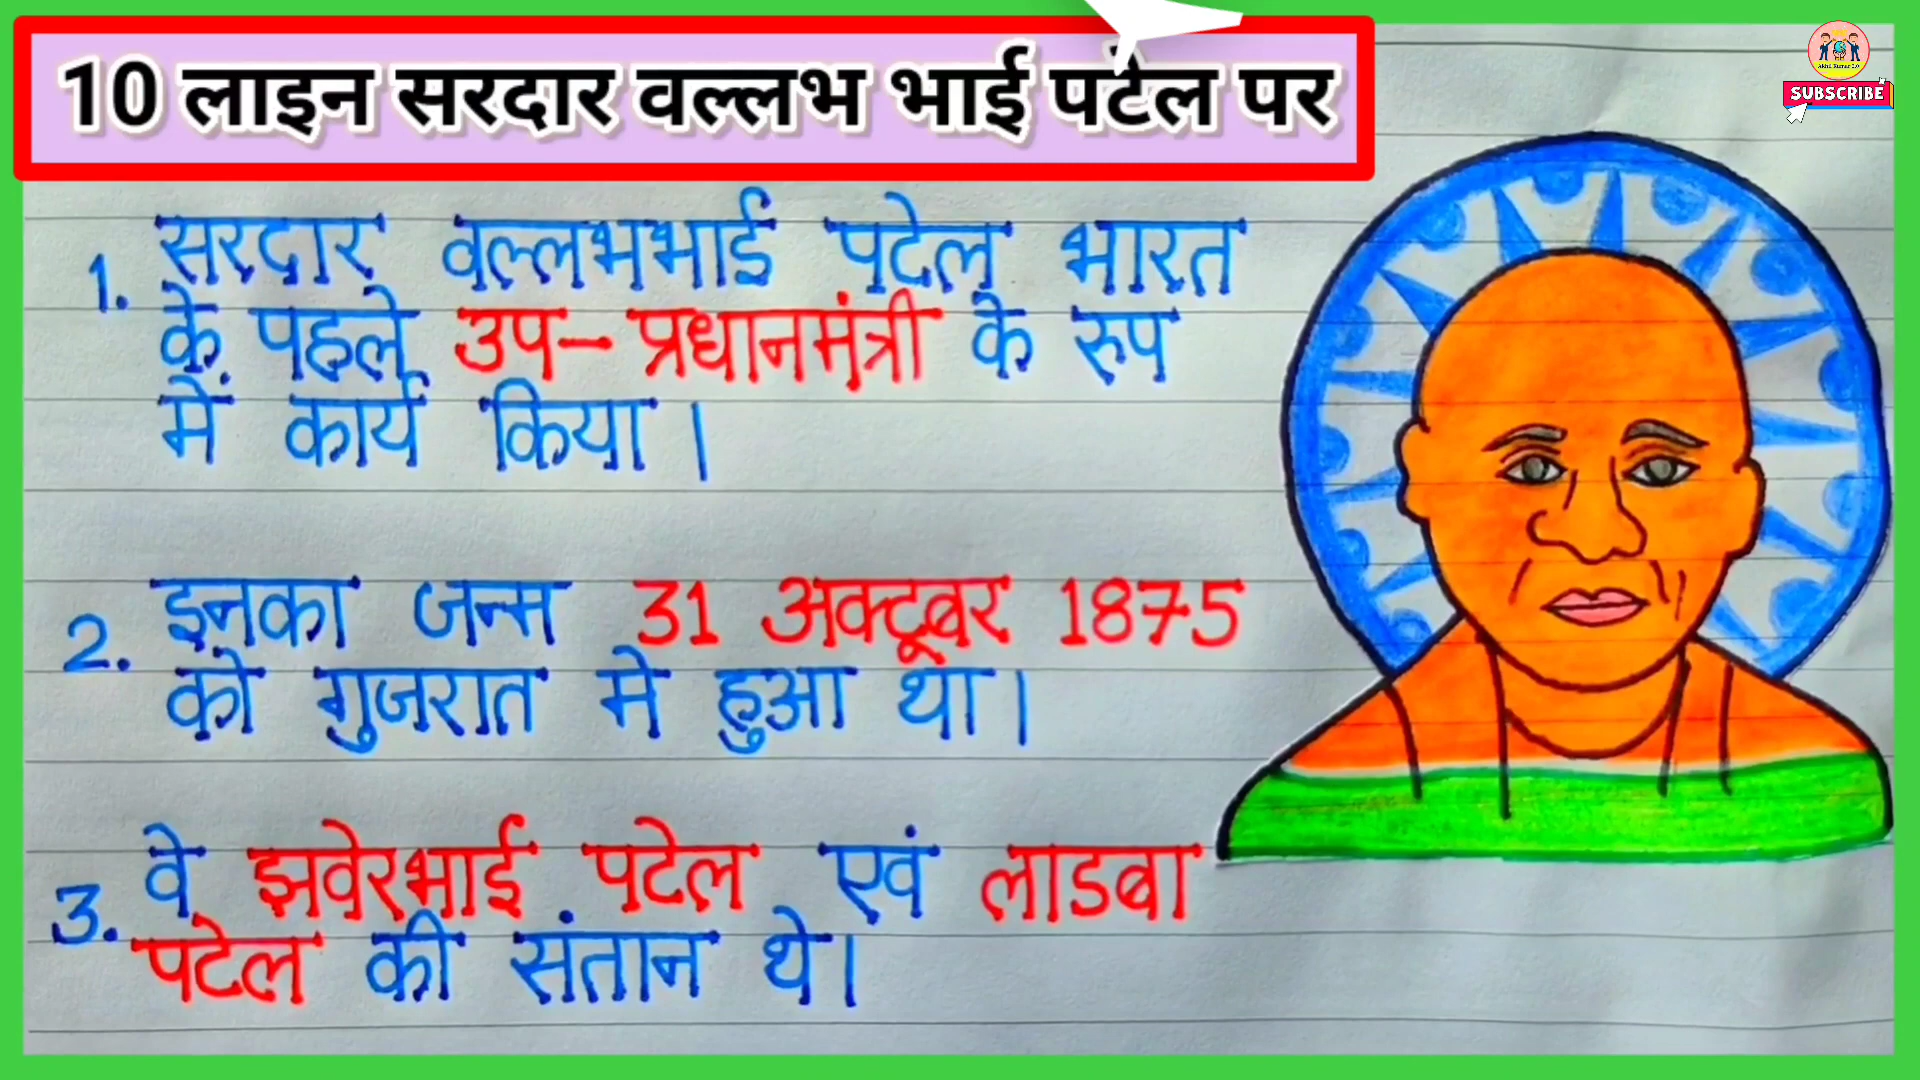 10 लाइन सरदार वल्लभ भाई पटेल पर
SUBSCRIBE
1. सरदार वल्लभभाई पटेल भारत
के पहले उप-प्रधानमंत्री के रुप
में कार्य किया।
2. इनका जन्म 31 अक्टूबर 1875
को गुजरात मे हुआ था।
3. वे झवेरभाई पटेल एवं लाडबा
पटेल की संतान थे।